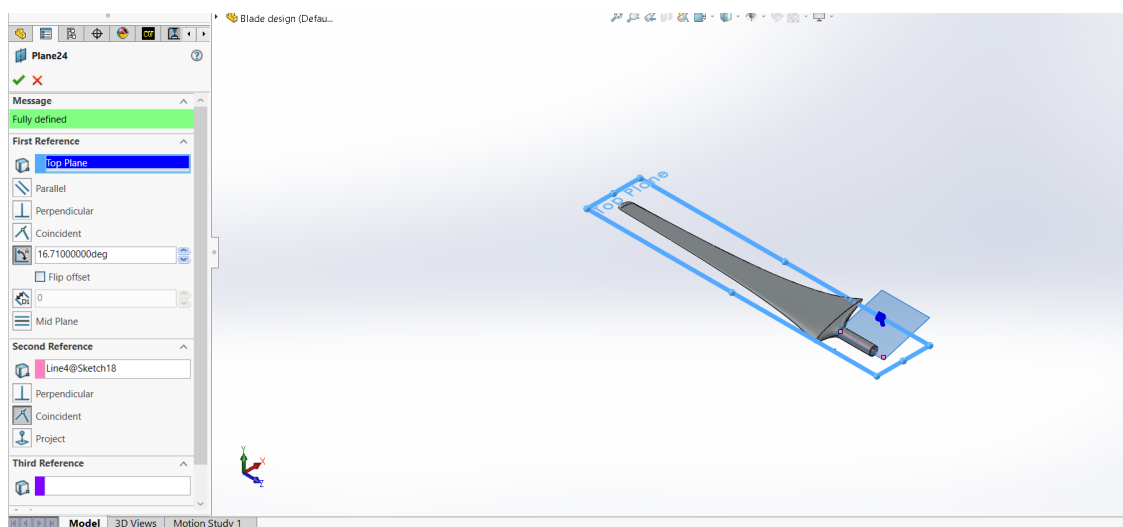 Blade design (Defau...
Plane24
Message
Fully defined
First Reference
Top Plane
Parallel
Perpendicular
Coincident
16.71000000deg
Flip offset
0
Mid Plane
Second Reference
Line4@Sketch18
Perpendicular
Coincident
Project
Third Reference
Top Plane
Y
X
Z
Model 3D Views Motion Study 1